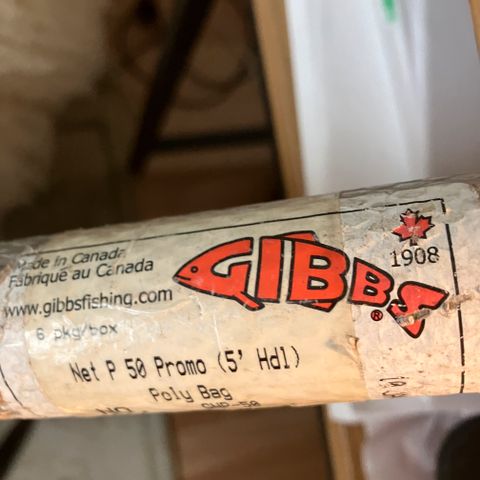 Made in Canada
Fabriqué au Canada
www.gibbsfishing.com
6 pkg/box
GIBBS
®
1908
Net P 50 Promo (5' Hdl)
Poly Bag